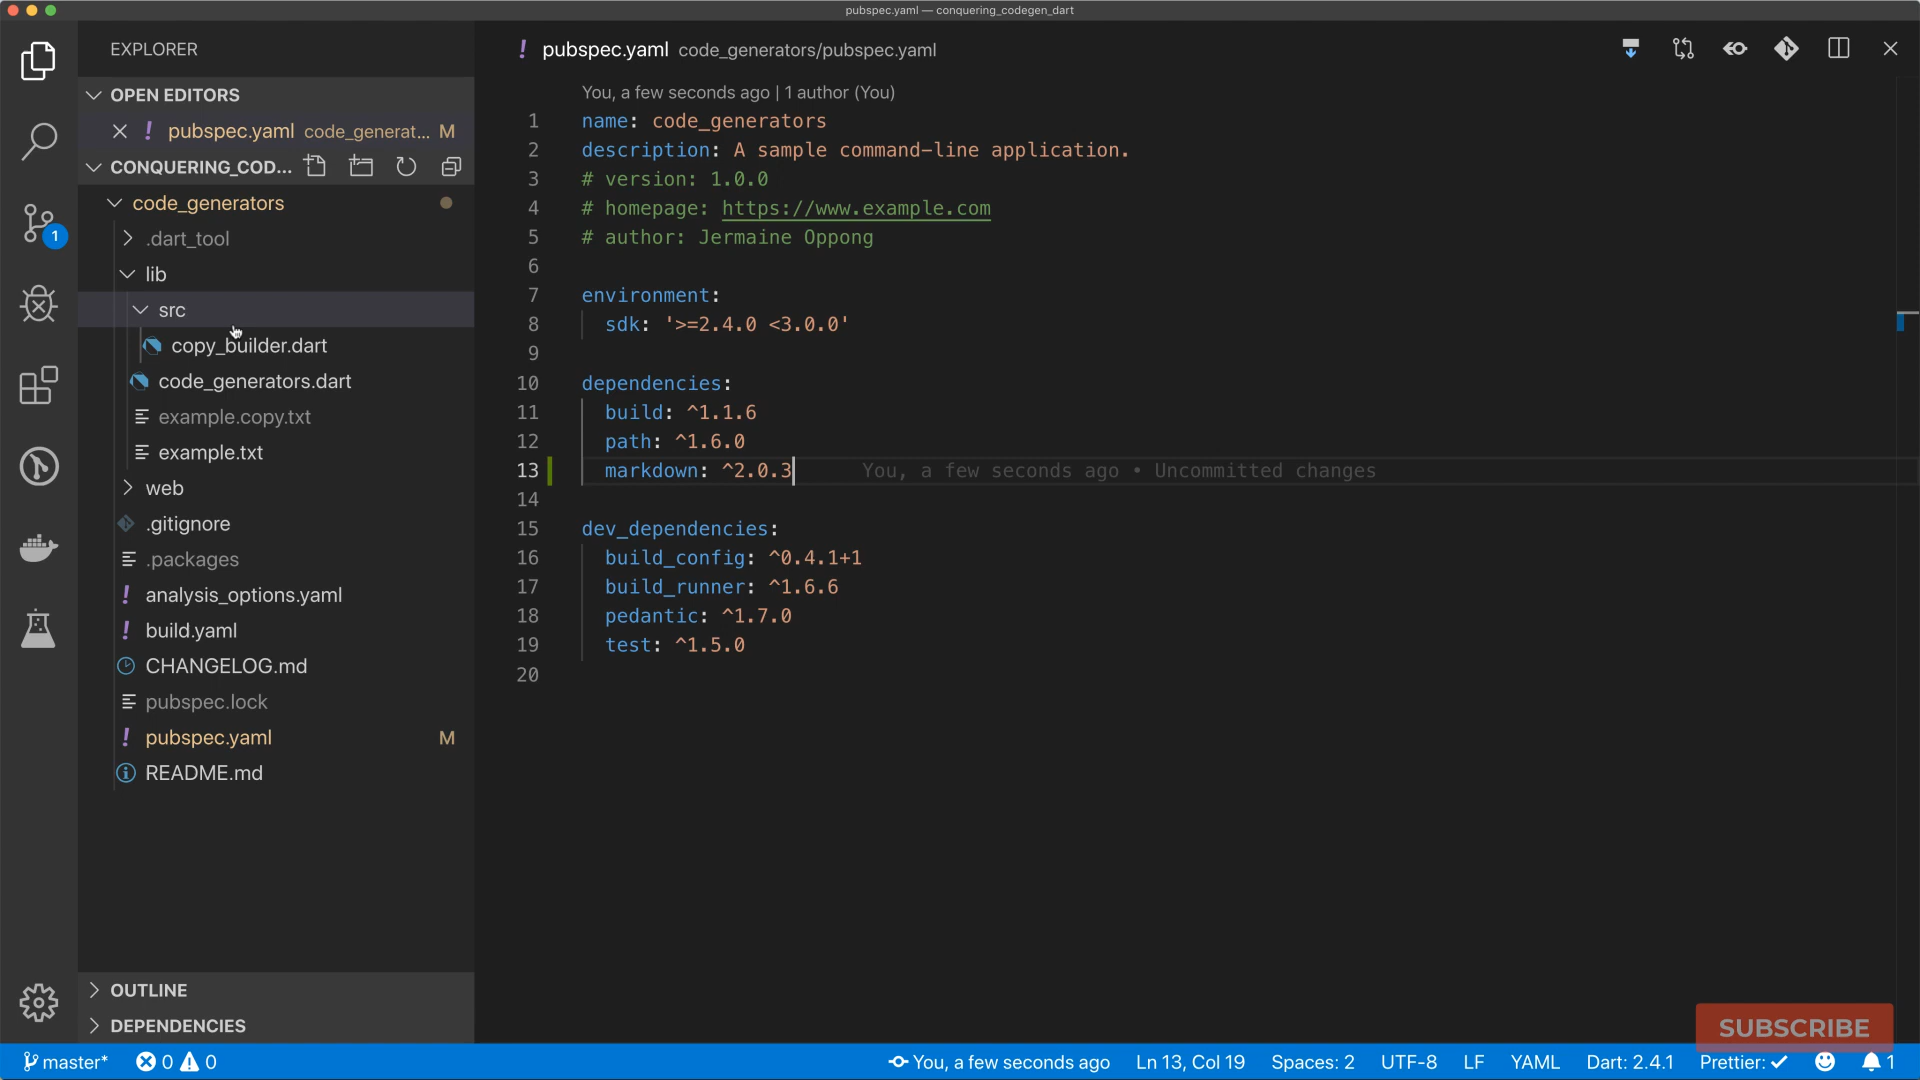 pubspec.yaml — conquering_codegen_dart
EXPLORER
OPEN EDITORS
pubspec.yaml code_generat... M
CONQUERING_COD...
code_generators
.dart_tool
lib
src
copy_builder.dart
code_generators.dart
example.copy.txt
example.txt
web
.gitignore
.packages
analysis_options.yaml
build.yaml
CHANGELOG.md
pubspec.lock
pubspec.yaml M
README.md
OUTLINE
DEPENDENCIES
1
! pubspec.yaml code_generators/pubspec.yaml
You, a few seconds ago | 1 author (You)
1 name: code_generators
2 description: A sample command-line application.
3 # version: 1.0.0
4 # homepage: https://www.example.com
5 # author: Jermaine Oppong
6
7 environment:
8 sdk: '>=2.4.0 <3.0.0'
9
10 dependencies:
11 build: ^1.1.6
12 path: ^1.6.0
13 markdown: ^2.0.3 You, a few seconds ago • Uncommitted changes
14
15 dev_dependencies:
16 build_config: ^0.4.1+1
17 build_runner: ^1.6.6
18 pedantic: ^1.7.0
19 test: ^1.5.0
20
SUBSCRIBE
master* 0 0 You, a few seconds ago Ln 13, Col 19 Spaces: 2 UTF-8 LF YAML Dart: 2.4.1 Prettier: ✓ 1